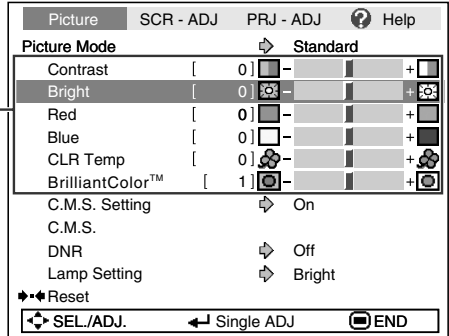 Picture SCR - ADJ PRJ - ADJ ? Help
Picture Mode Standard
Contrast [ 0 ] - +
Bright [ 0 ] - +
Red [ 0 ] - +
Blue [ 0 ] - +
CLR Temp [ 0 ] - +
BrilliantColor™ [ 1 ] - +
C.M.S. Setting On
C.M.S.
DNR Off
Lamp Setting Bright
Reset
SEL./ADJ. Single ADJ END